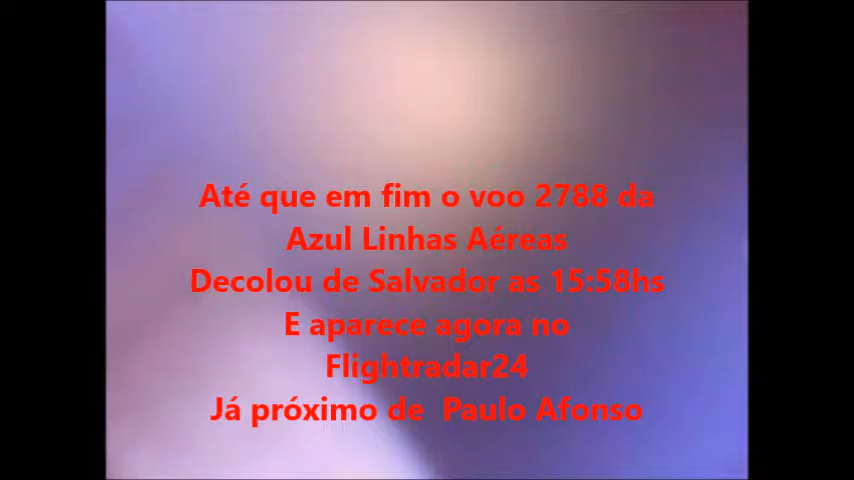 Até que em fim o voo 2788 da
Azul Linhas Aéreas
Decolou de Salvador as 15:58hs
E aparece agora no
Flightradar24
Já próximo de  Paulo Afonso